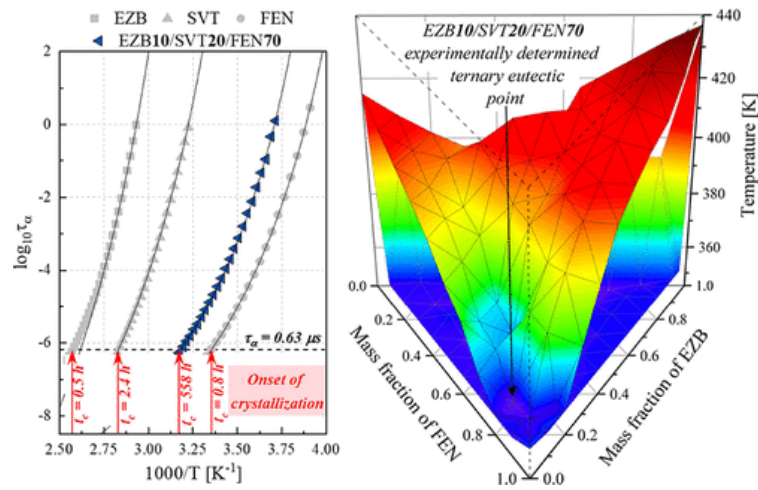 EZB SVT FEN
EZB10/SVT20/FEN70
log₁₀τα
0
-2
-4
-6
-8
τα = 0.63 μs
tc = 0.5 h
tc = 2.4 h
tc = 558 h
tc = 0.8 h
Onset of
crystallization
2.50 2.75 3.00 3.25 3.50 3.75 4.00
1000/T [K⁻¹]
EZB10/SVT20/FEN70
experimentally determined
ternary eutectic
point
440
420
400
380
360
Temperature [K]
0.0
0.2
0.4
0.6
0.8
1.0
Mass fraction of FEN
1.0
0.8
0.6
0.4
0.2
0.0
Mass fraction of EZB